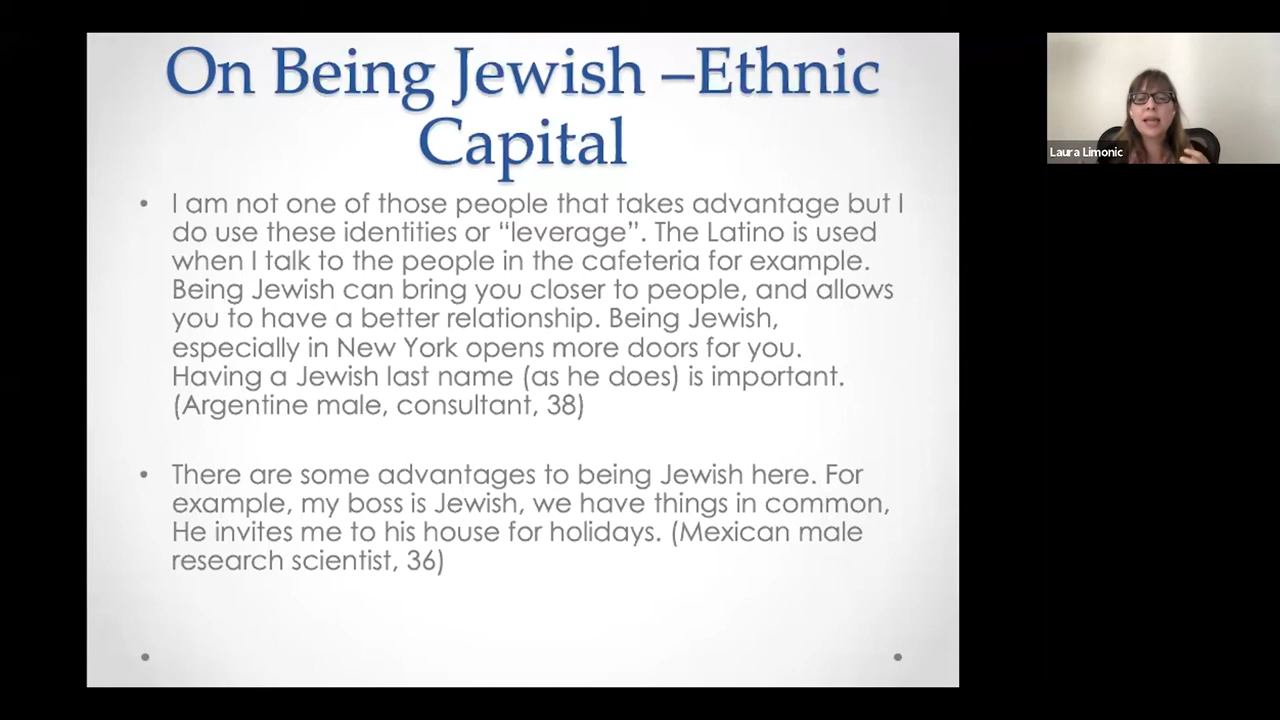 On Being Jewish –Ethnic
Capital
• I am not one of those people that takes advantage but I
do use these identities or “leverage”. The Latino is used
when I talk to the people in the cafeteria for example.
Being Jewish can bring you closer to people, and allows
you to have a better relationship. Being Jewish,
especially in New York opens more doors for you.
Having a Jewish last name (as he does) is important.
(Argentine male, consultant, 38)
• There are some advantages to being Jewish here. For
example, my boss is Jewish, we have things in common,
He invites me to his house for holidays. (Mexican male
research scientist, 36)
Laura Limonic